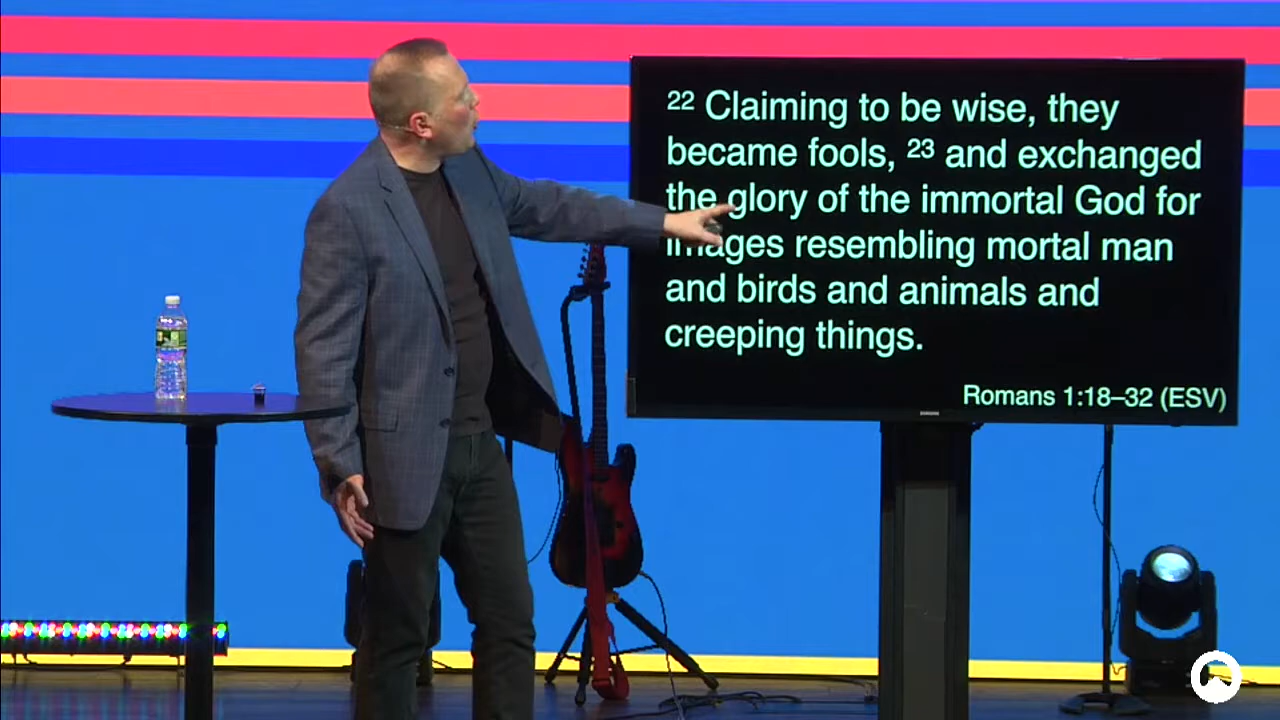 ²² Claiming to be wise, they
became fools, ²³ and exchanged
the glory of the immortal God for
images resembling mortal man
and birds and animals and
creeping things.
Romans 1:18–32 (ESV)
SAMSUNG